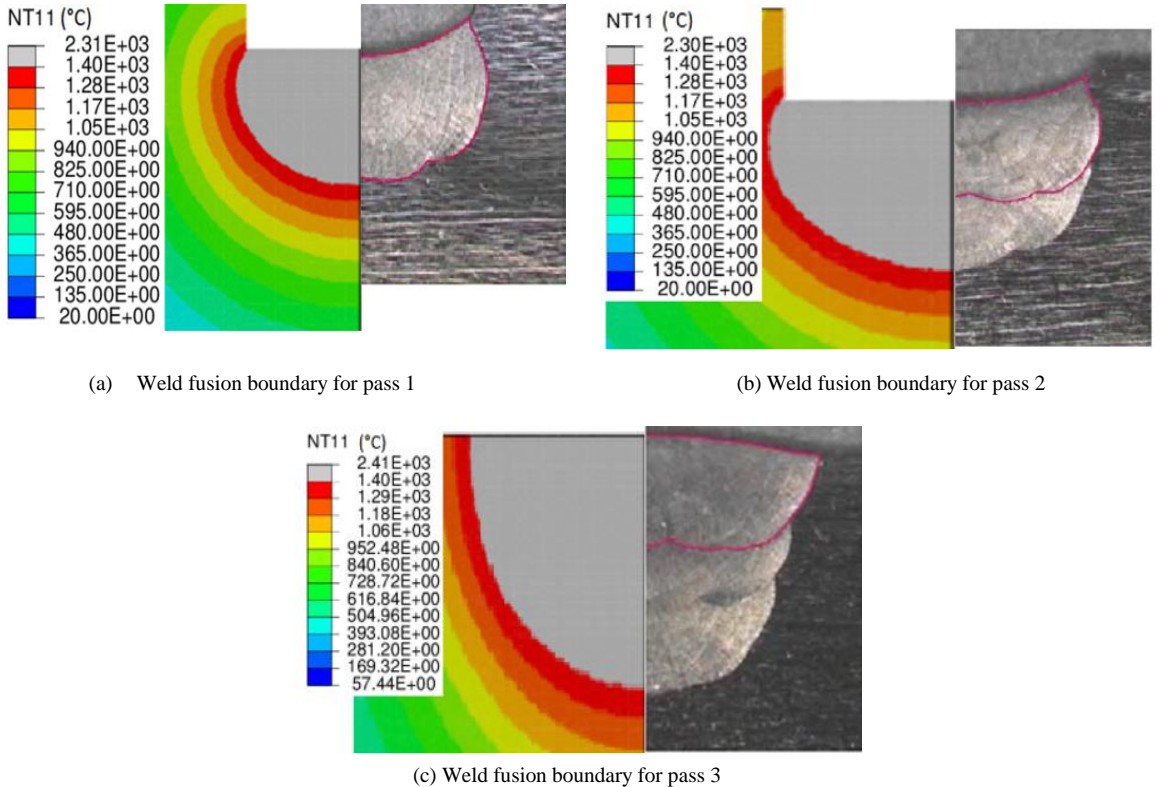 NT11 (°C)
2.31E+03
1.40E+03
1.28E+03
1.17E+03
1.05E+03
940.00E+00
825.00E+00
710.00E+00
595.00E+00
480.00E+00
365.00E+00
250.00E+00
135.00E+00
20.00E+00
(a) Weld fusion boundary for pass 1
NT11 (°C)
2.30E+03
1.40E+03
1.28E+03
1.17E+03
1.05E+03
940.00E+00
825.00E+00
710.00E+00
595.00E+00
480.00E+00
365.00E+00
250.00E+00
135.00E+00
20.00E+00
(b) Weld fusion boundary for pass 2
NT11 (°C)
2.41E+03
1.40E+03
1.29E+03
1.18E+03
1.06E+03
952.48E+00
840.60E+00
728.72E+00
616.84E+00
504.96E+00
393.08E+00
281.20E+00
169.32E+00
57.44E+00
(c) Weld fusion boundary for pass 3